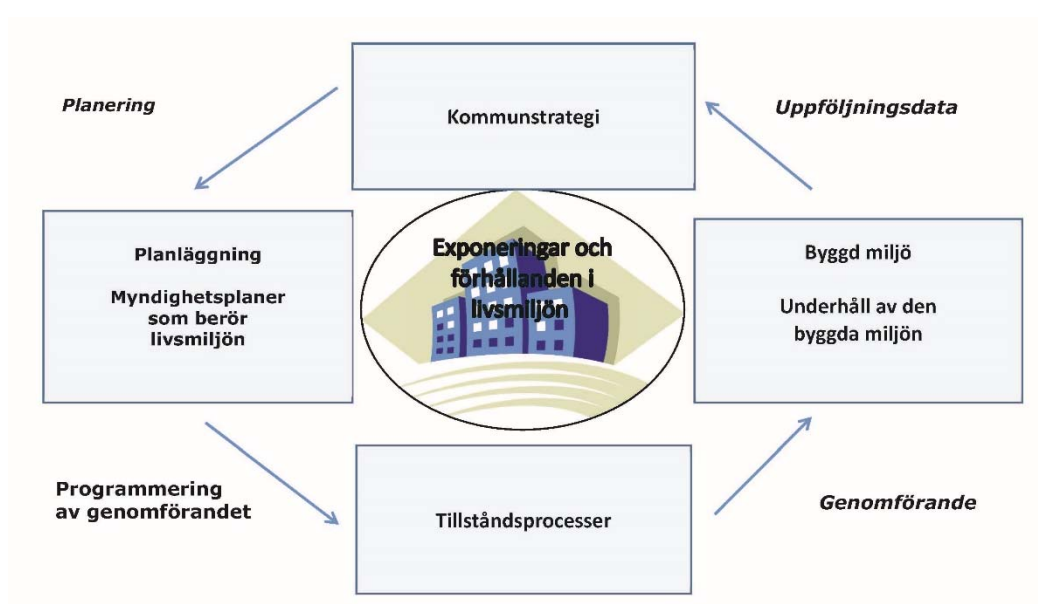 Kommunstrategi
Planering
Uppföljningsdata
Planläggning
Myndighetsplaner
som berör
livsmiljön
Exponeringar och
förhållanden i
livsmiljön
Byggd miljö
Underhåll av den
byggda miljön
Programmering
av genomförandet
Tillståndsprocesser
Genomförande